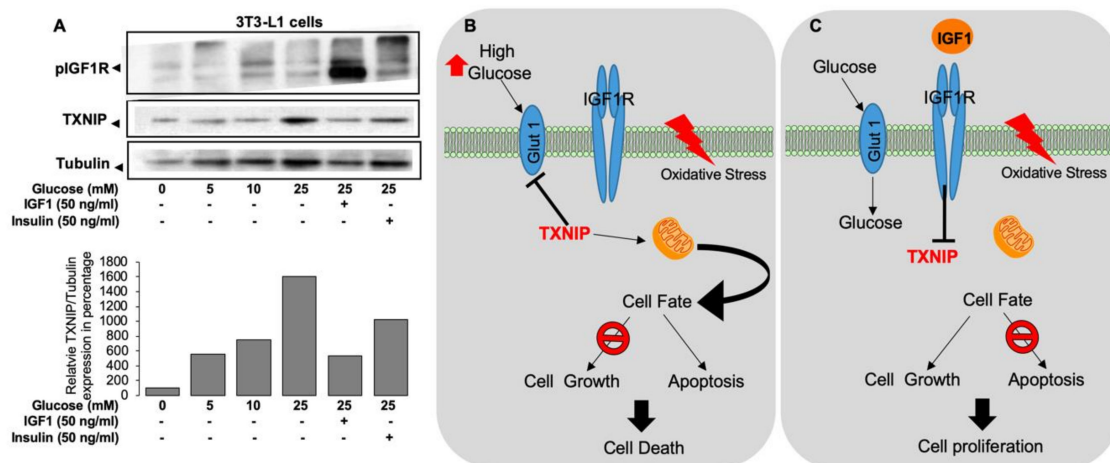 A
3T3-L1 cells
pIGF1R
TXNIP
Tubulin
Glucose (mM) 0 5 10 25 25 25
IGF1 (50 ng/ml) - - - - + -
Insulin (50 ng/ml) - - - - - +
Relatvie TXNIP/Tubulin
expression in percentage
1800
1600
1400
1200
1000
800
600
400
200
0
Glucose (mM) 0 5 10 25 25 25
IGF1 (50 ng/ml) - - - - + -
Insulin (50 ng/ml) - - - - - +
B
High
Glucose
IGF1R
Glut 1
Oxidative Stress
TXNIP
Cell Fate
Cell Growth
Apoptosis
Cell Death
C
IGF1
Glucose
IGF1R
Glut 1
Oxidative Stress
Glucose
TXNIP
Cell Fate
Cell Growth
Apoptosis
Cell proliferation